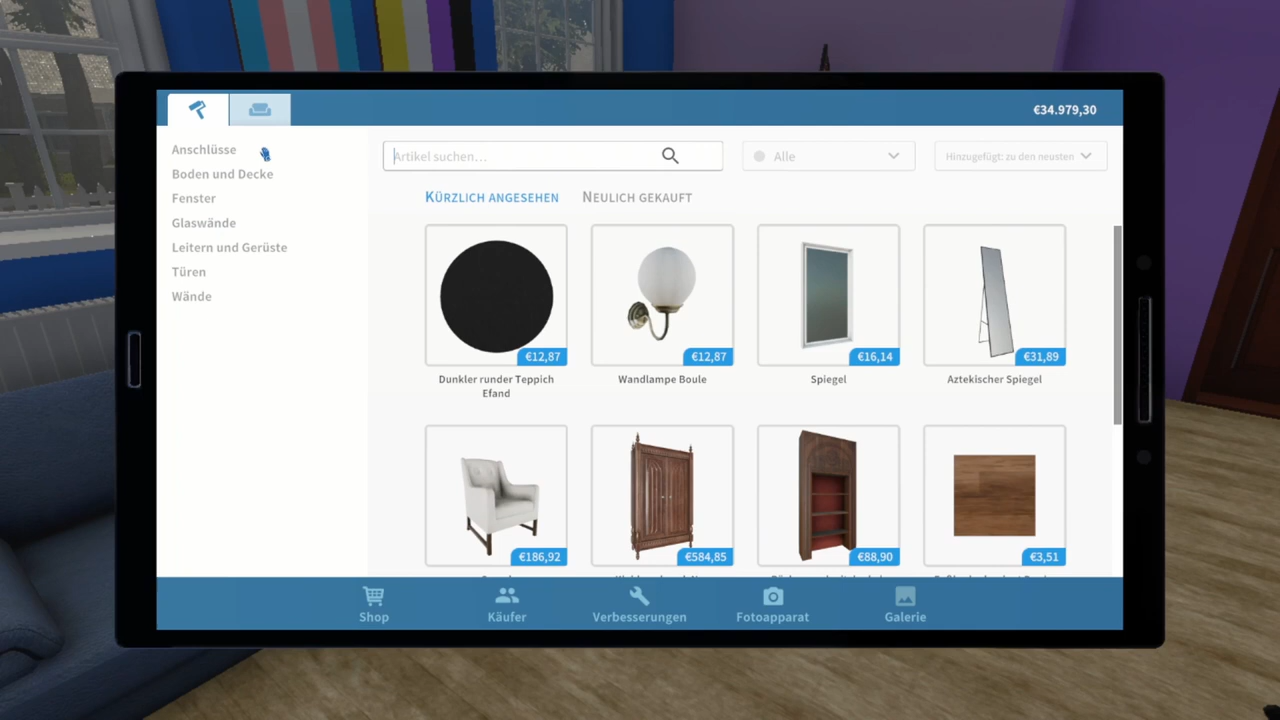 €34.979,30
Anschlüsse
Boden und Decke
Fenster
Glaswände
Leitern und Gerüste
Türen
Wände
Artikel suchen…
Alle
Hinzugefügt: zu den neusten
KÜRZLICH ANGESEHEN
NEULICH GEKAUFT
€12,87
€12,87
€16,14
€31,89
Dunkler runder Teppich
Efand
Wandlampe Boule
Spiegel
Aztekischer Spiegel
€186,92
€584,85
€88,90
€3,51
Shop
Käufer
Verbesserungen
Fotoapparat
Galerie